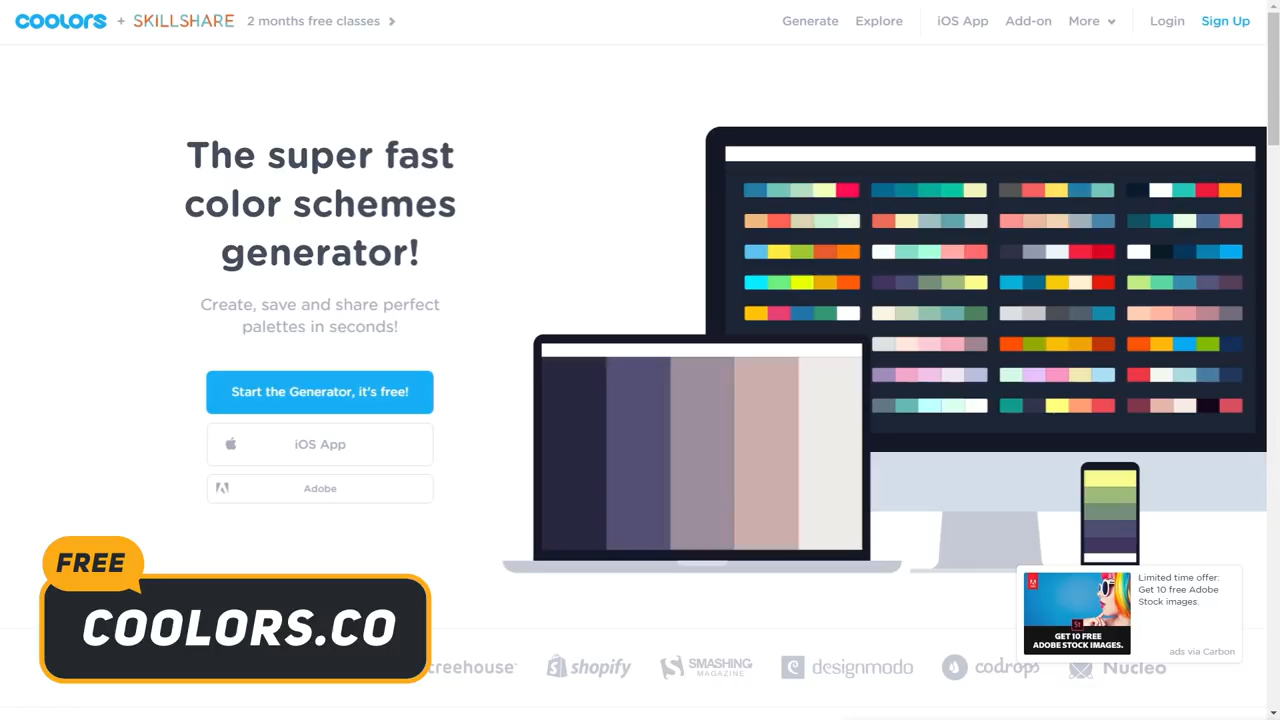 coolors + SKILLSHARE 2 months free classes
Generate Explore iOS App Add-on More Login Sign Up
The super fast
color schemes
generator!
Create, save and share perfect
palettes in seconds!
Start the Generator, it's free!
iOS App
Adobe
FREE
COOLORS.CO
Limited time offer:
Get 10 free Adobe
Stock images.
St
GET 10 FREE
ADOBE STOCK IMAGES.
ads via Carbon
reehouse shopify SMASHING MAGAZINE designmodo codrops Nucleo